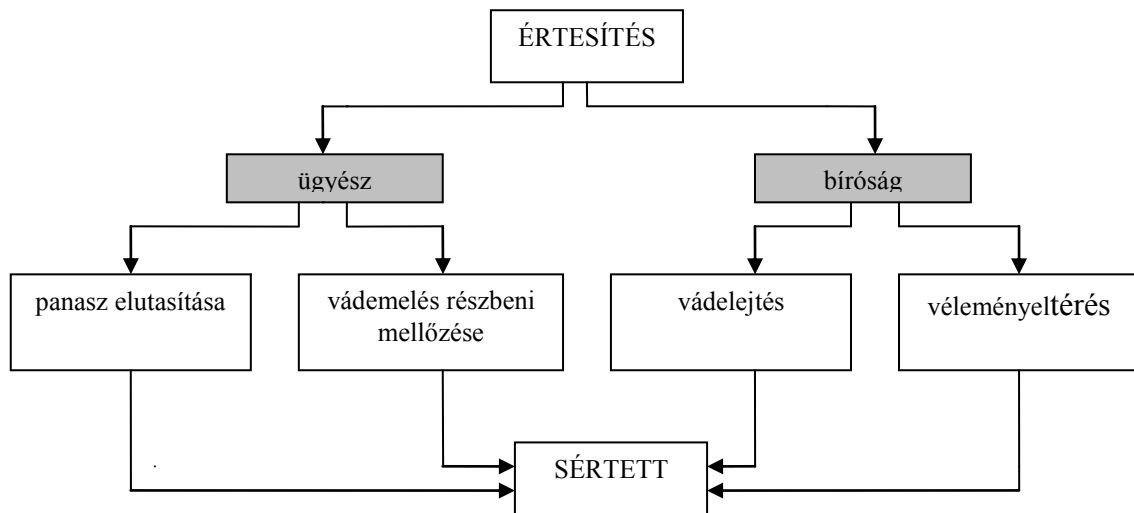 ÉRTESÍTÉS
ügyész
bíróság
panasz elutasítása
vádemelés részbeni
mellőzése
vádelejtés
véleményeltérés
SÉRTETT